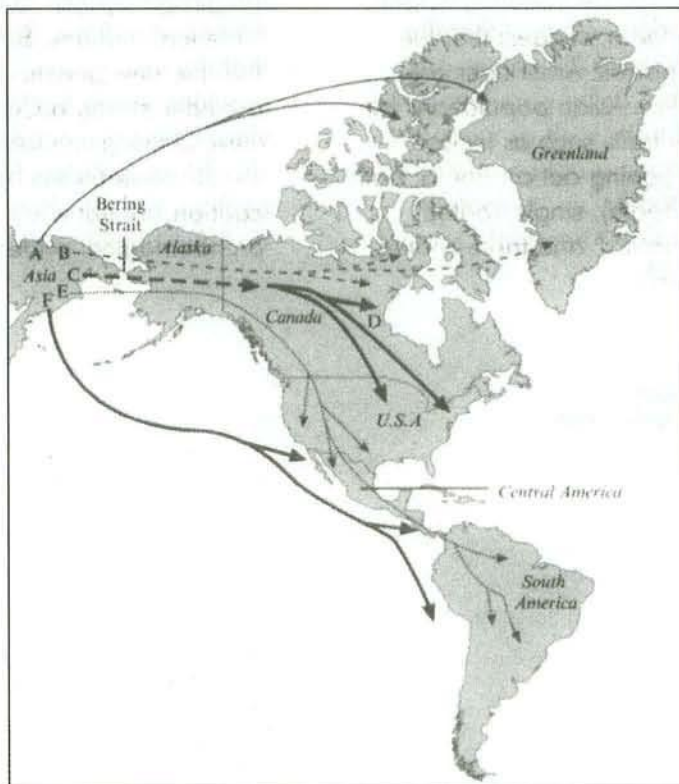 Greenland
Bering
Strait
Alaska
A B
C
Asia E
F
Canada
D
U.S.A
Central America
South
America